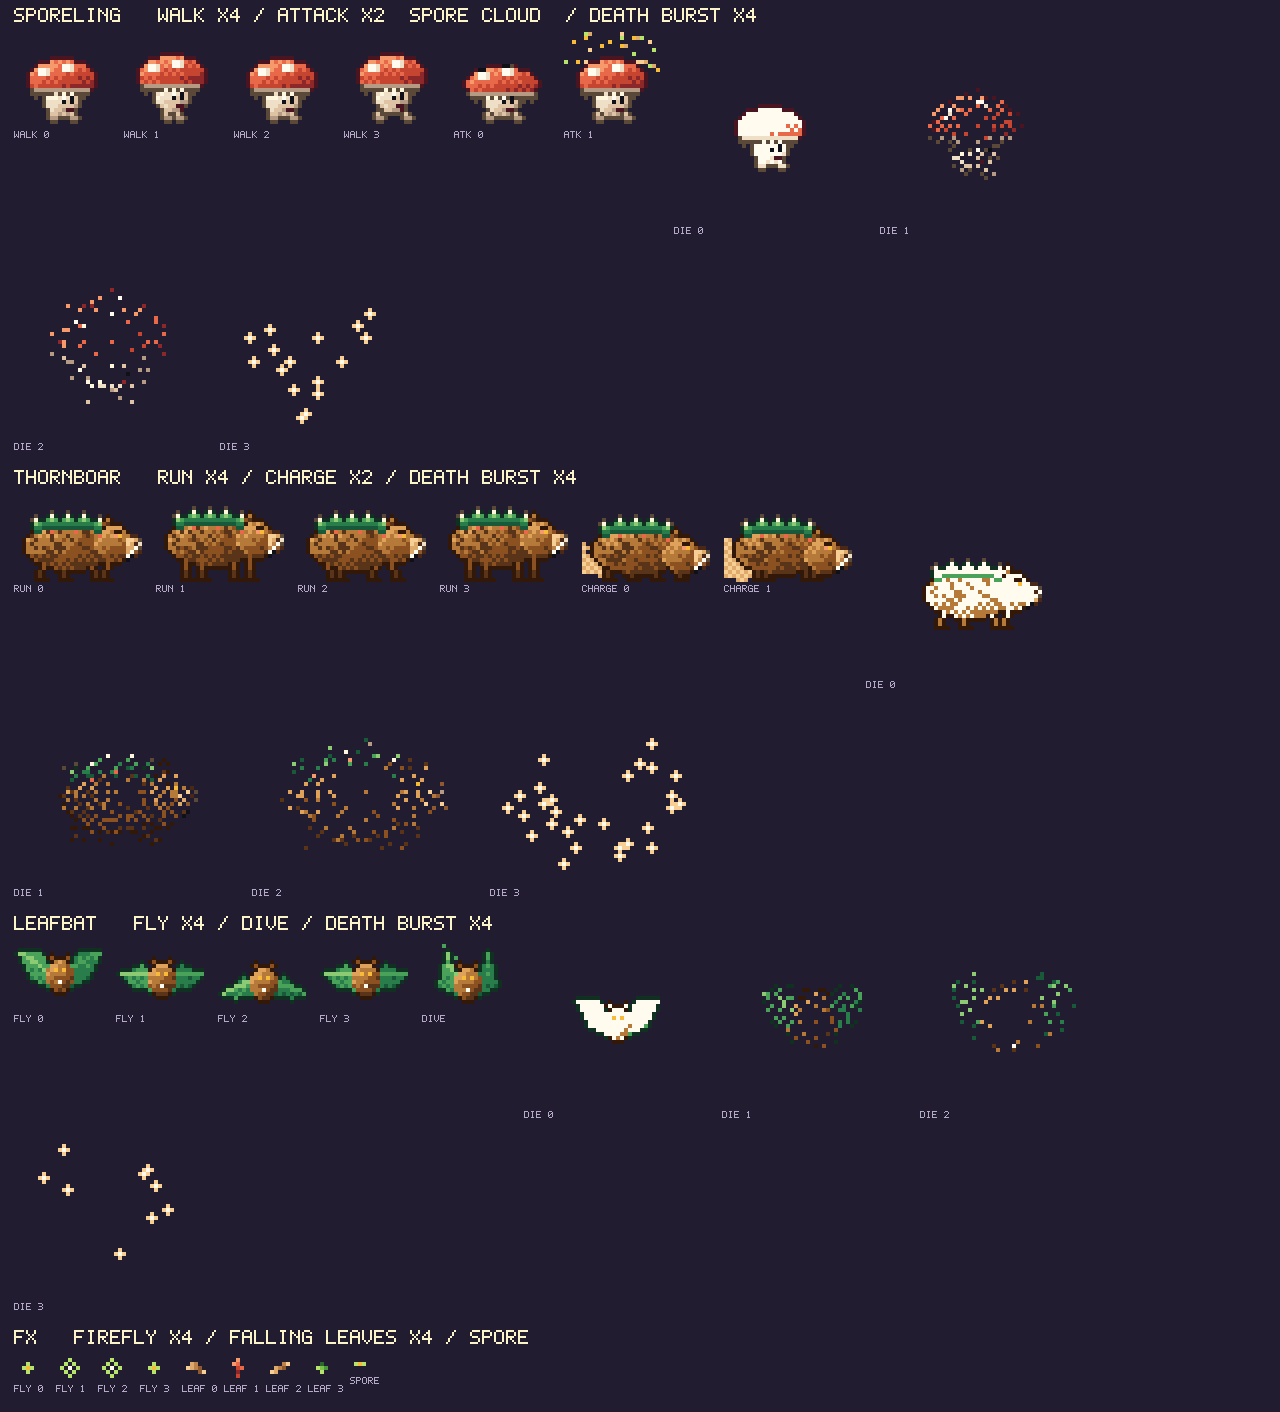 SPORELING   WALK X4 / ATTACK X2  SPORE CLOUD  / DEATH BURST X4
WALK 0 WALK 1 WALK 2 WALK 3 ATK 0 ATK 1
DIE 0 DIE 1
DIE 2 DIE 3
THORNBOAR   RUN X4 / CHARGE X2 / DEATH BURST X4
RUN 0 RUN 1 RUN 2 RUN 3 CHARGE 0 CHARGE 1
DIE 0
DIE 1 DIE 2 DIE 3
LEAFBAT   FLY X4 / DIVE / DEATH BURST X4
FLY 0 FLY 1 FLY 2 FLY 3 DIVE
DIE 0 DIE 1 DIE 2
DIE 3
FX   FIREFLY X4 / FALLING LEAVES X4 / SPORE
FLY 0 FLY 1 FLY 2 FLY 3 LEAF 0 LEAF 1 LEAF 2 LEAF 3 SPORE